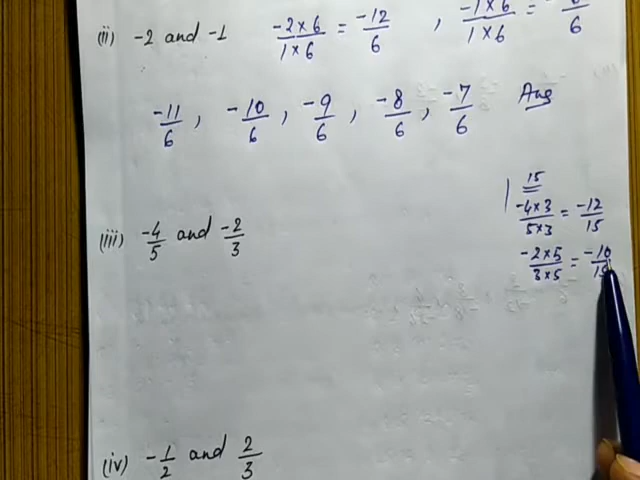 (ii) -2 and -1 -2×6/1×6 = -12/6 , -1×6/1×6 = -6/6
-11/6 , -10/6 , -9/6 , -8/6 , -7/6 Ans
15
(iii) -4/5 and -2/3 -4×3/5×3 = -12/15
-2×5/3×5 = -10/15
(iv) -1/2 and 2/3